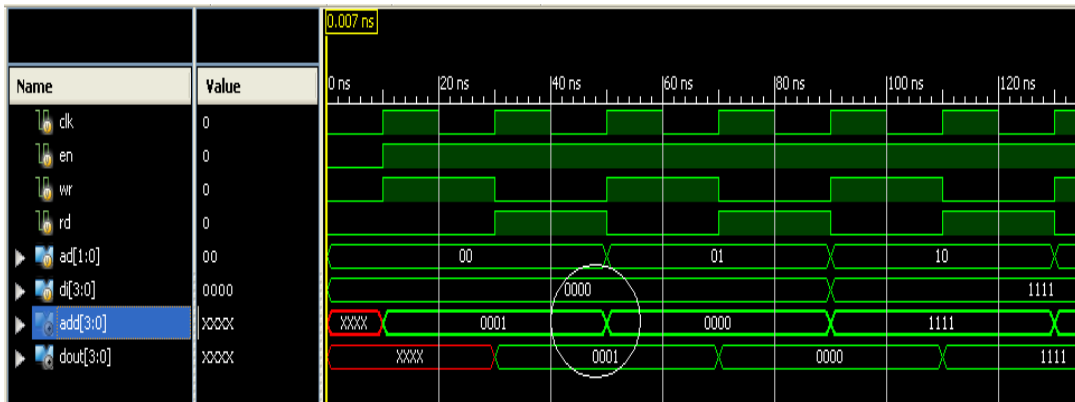 0.007 ns
Name Value 0 ns 20 ns 40 ns 60 ns 80 ns 100 ns 120 ns
clk 0
en 0
wr 0
rd 0
ad[1:0] 00 00 01 10
di[3:0] 0000 0000 1111
add[3:0] XXXX XXXX 0001 0000 1111
dout[3:0] XXXX XXXX 0001 0000 1111